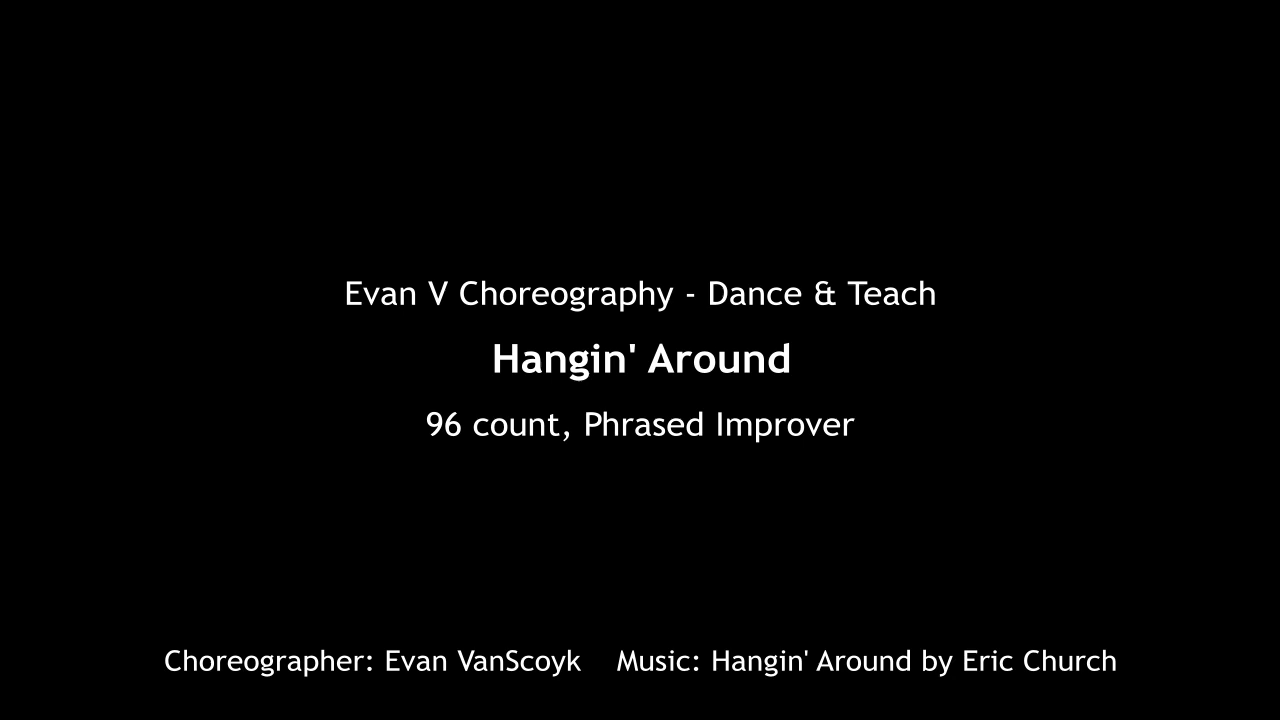 Evan V Choreography - Dance & Teach
Hangin' Around
96 count, Phrased Improver
Choreographer: Evan VanScoyk    Music: Hangin' Around by Eric Church